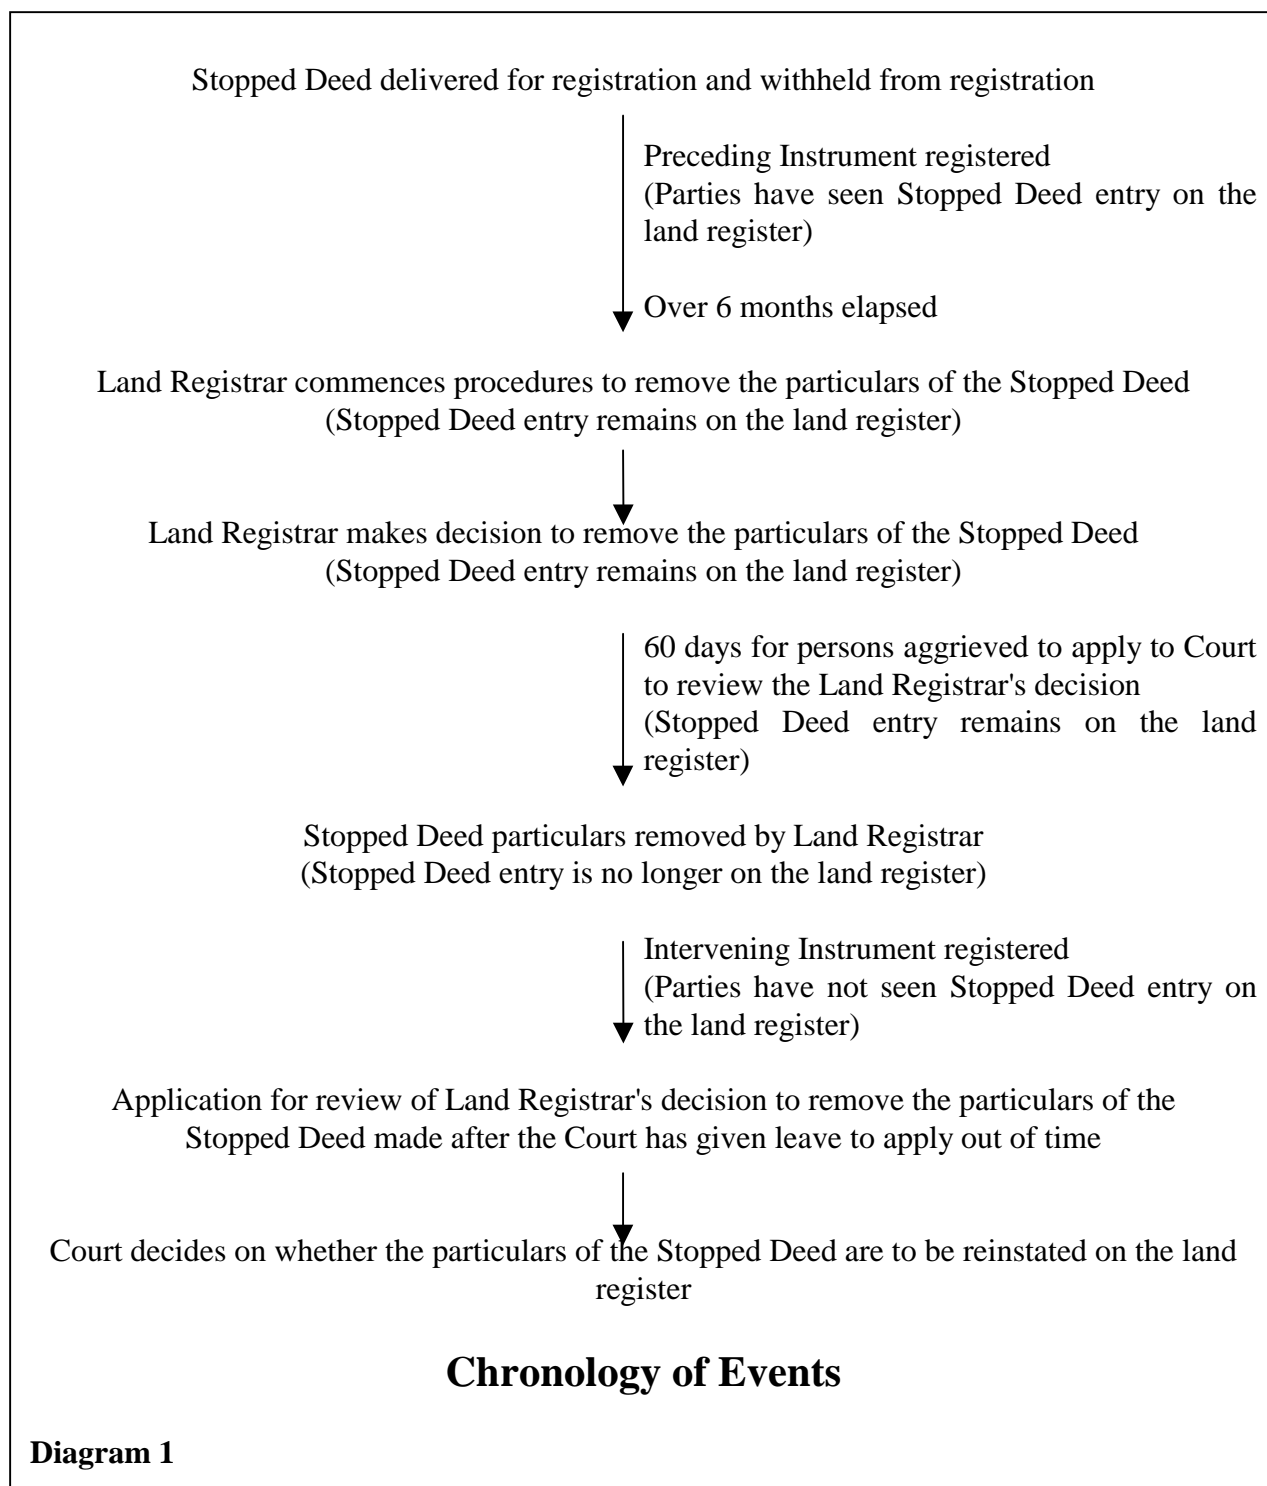 Stopped Deed delivered for registration and withheld from registration
Preceding Instrument registered
(Parties have seen Stopped Deed entry on the
land register)
Over 6 months elapsed
Land Registrar commences procedures to remove the particulars of the Stopped Deed
(Stopped Deed entry remains on the land register)
Land Registrar makes decision to remove the particulars of the Stopped Deed
(Stopped Deed entry remains on the land register)
60 days for persons aggrieved to apply to Court
to review the Land Registrar's decision
(Stopped Deed entry remains on the land
register)
Stopped Deed particulars removed by Land Registrar
(Stopped Deed entry is no longer on the land register)
Intervening Instrument registered
(Parties have not seen Stopped Deed entry on
the land register)
Application for review of Land Registrar's decision to remove the particulars of the
Stopped Deed made after the Court has given leave to apply out of time
Court decides on whether the particulars of the Stopped Deed are to be reinstated on the land
register
Chronology of Events
Diagram 1